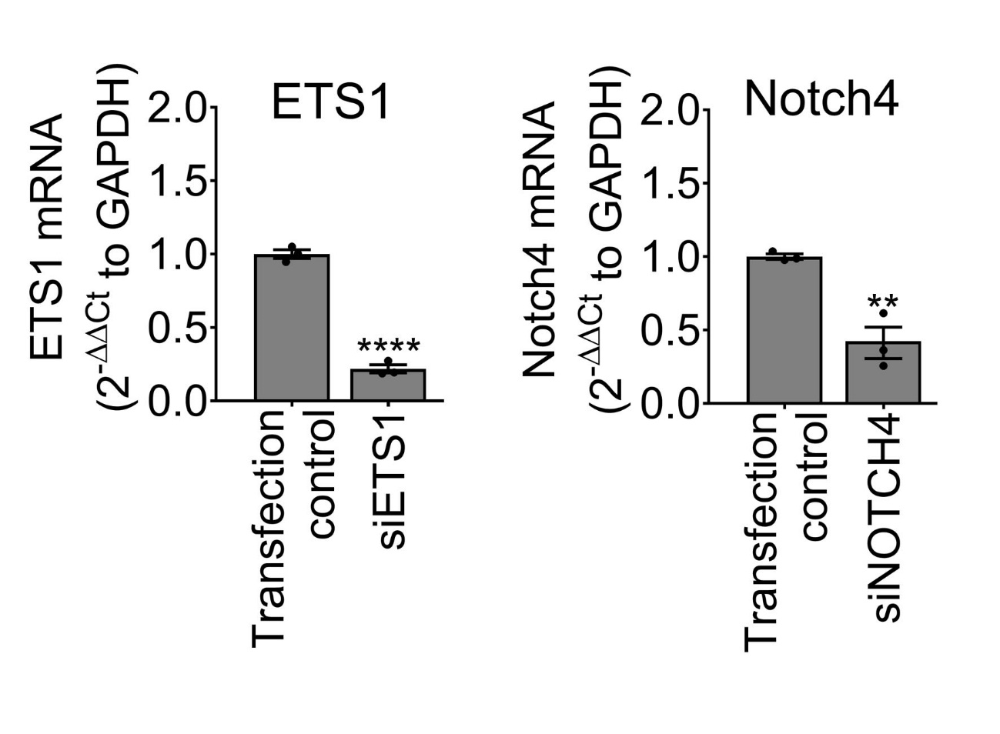 ETS1
ETS1 mRNA
(2-ΔΔCt to GAPDH)
2.0
1.5
1.0
0.5
0.0
****
Transfection
control
siETS1
Notch4
Notch4 mRNA
(2-ΔΔCt to GAPDH)
2.0
1.5
1.0
0.5
0.0
**
Transfection
control
siNOTCH4